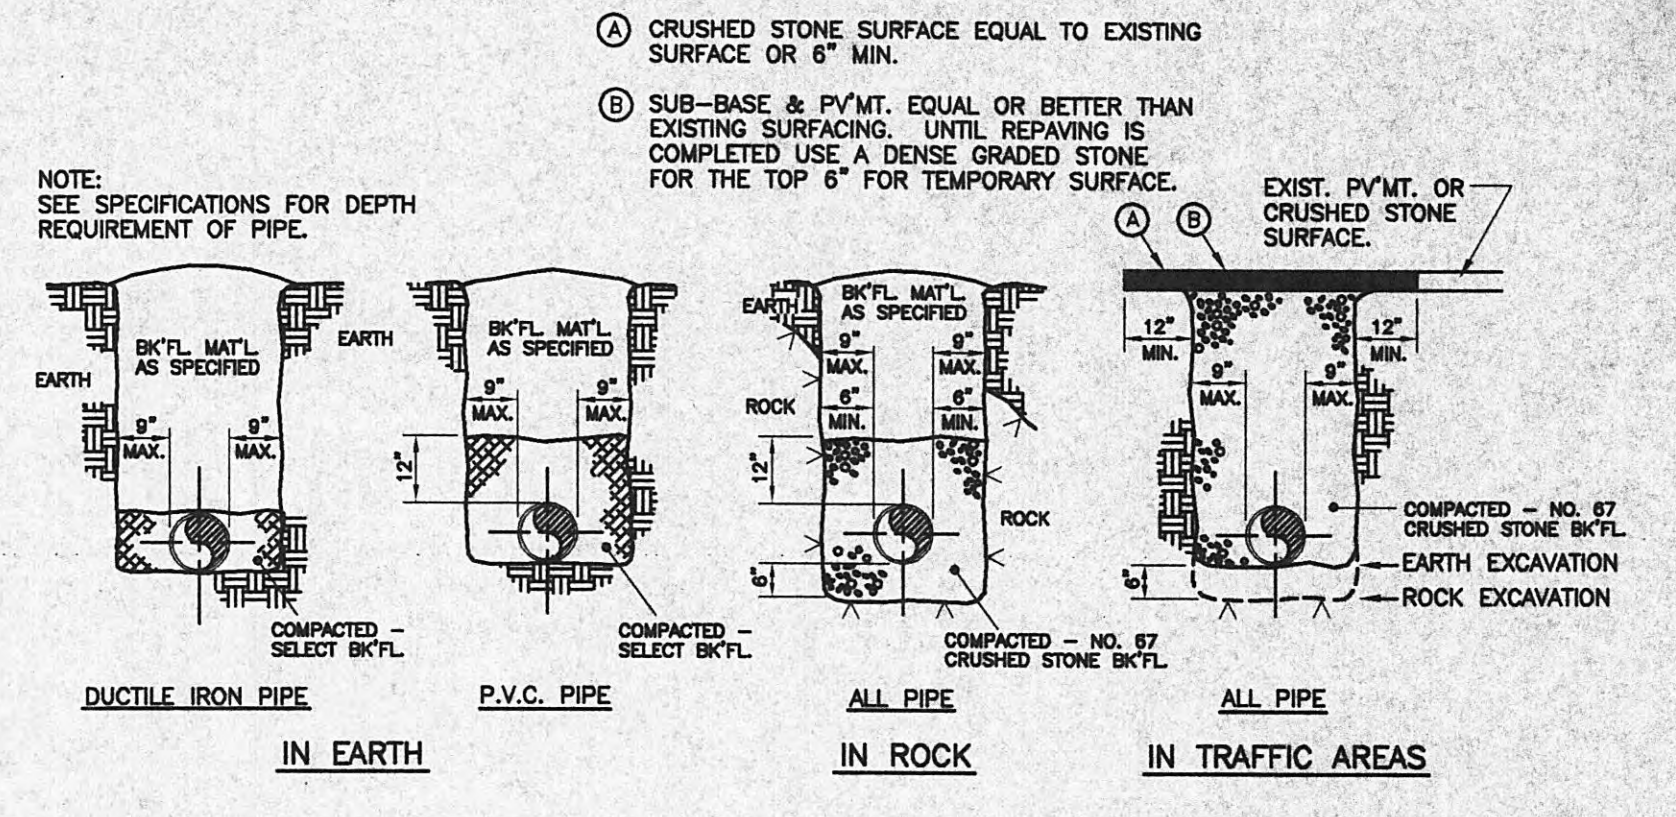 Ⓐ CRUSHED STONE SURFACE EQUAL TO EXISTING
SURFACE OR 6" MIN.
Ⓑ SUB-BASE & PV'MT. EQUAL OR BETTER THAN
EXISTING SURFACING. UNTIL REPAVING IS
COMPLETED USE A DENSE GRADED STONE
FOR THE TOP 6" FOR TEMPORARY SURFACE.
NOTE:
SEE SPECIFICATIONS FOR DEPTH
REQUIREMENT OF PIPE.
BK'FL. MAT'L.
AS SPECIFIED
EARTH
EARTH
9"
MAX.
9"
MAX.
COMPACTED -
SELECT BK'FL.
DUCTILE IRON PIPE
BK'FL. MAT'L.
AS SPECIFIED
9"
MAX.
9"
MAX.
12"
COMPACTED -
SELECT BK'FL.
P.V.C. PIPE
IN EARTH
EARTH
BK'FL. MAT'L.
AS SPECIFIED
9"
MAX.
9"
MAX.
6"
MIN.
6"
MIN.
ROCK
12"
ROCK
6"
COMPACTED - NO. 67
CRUSHED STONE BK'FL.
ALL PIPE
IN ROCK
EXIST. PV'MT. OR
CRUSHED STONE
SURFACE.
Ⓐ
Ⓑ
12"
MIN.
12"
MIN.
9"
MAX.
9"
MAX.
COMPACTED - NO. 67
CRUSHED STONE BK'FL.
EARTH EXCAVATION
6"
ROCK EXCAVATION
ALL PIPE
IN TRAFFIC AREAS